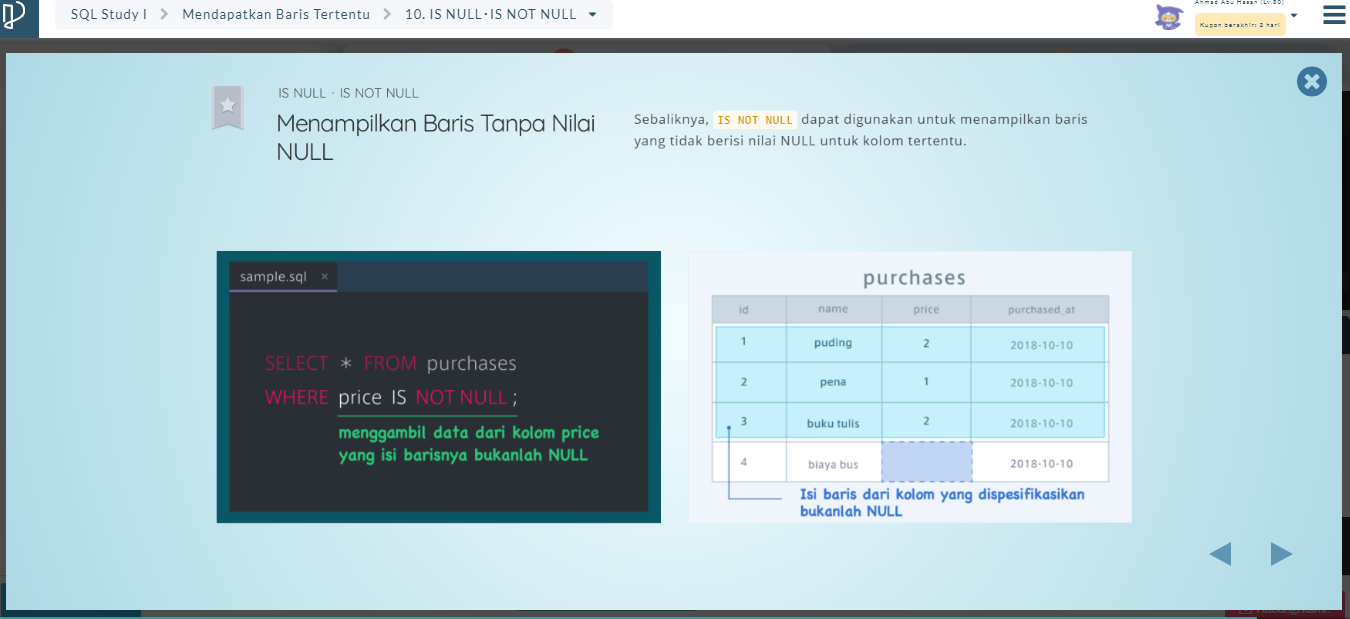 SQL Study I
Mendapatkan Baris Tertentu
10. IS NULL·IS NOT NULL
Ahmad Abu Hasan (Lv.80)
Kupon berakhir: 2 hari
IS NULL · IS NOT NULL
Menampilkan Baris Tanpa Nilai
NULL
Sebaliknya, IS NOT NULL dapat digunakan untuk menampilkan baris
yang tidak berisi nilai NULL untuk kolom tertentu.
sample.sql ×
SELECT * FROM purchases
WHERE price IS NOT NULL ;
menggambil data dari kolom price
yang isi barisnya bukanlah NULL
purchases
id name price purchased_at
1 puding 2 2018-10-10
2 pena 1 2018-10-10
3 buku tulis 2 2018-10-10
4 biaya bus 2018-10-10
Isi baris dari kolom yang dispesifikasikan
bukanlah NULL